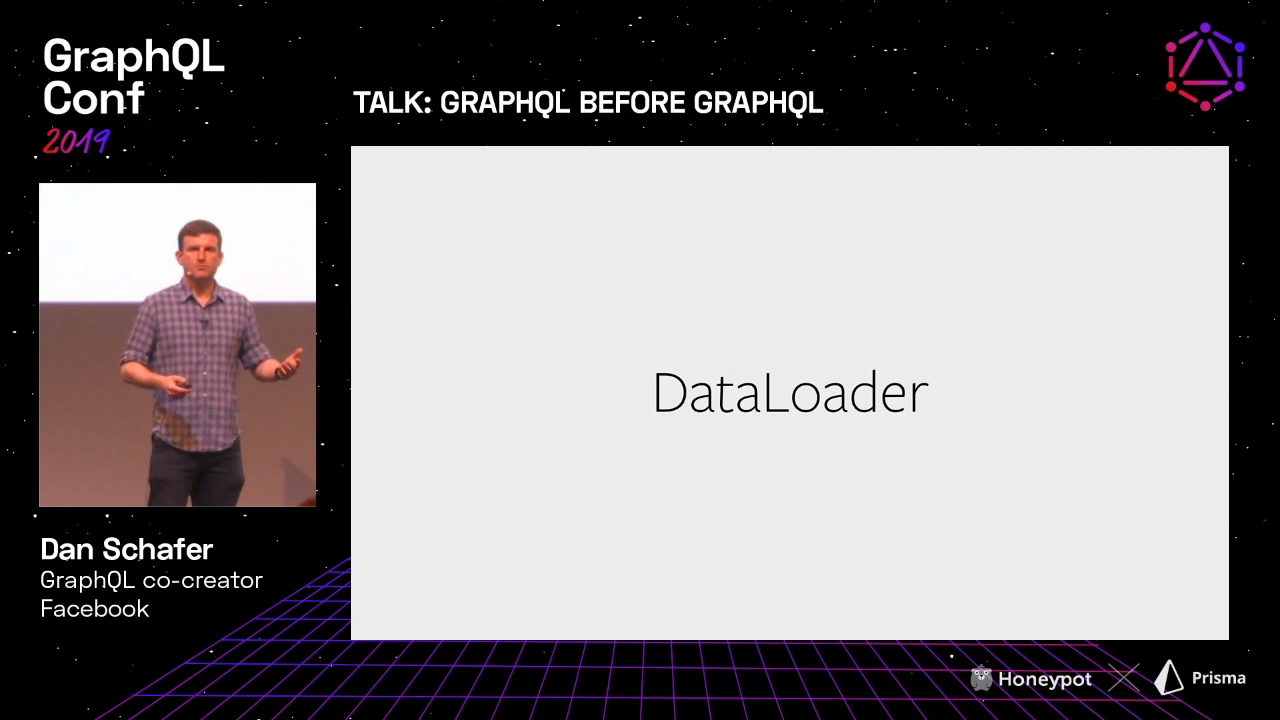 GraphQL
Conf
2019
TALK: GRAPHQL BEFORE GRAPHQL
DataLoader
Dan Schafer
GraphQL co-creator
Facebook
Honeypot
Prisma